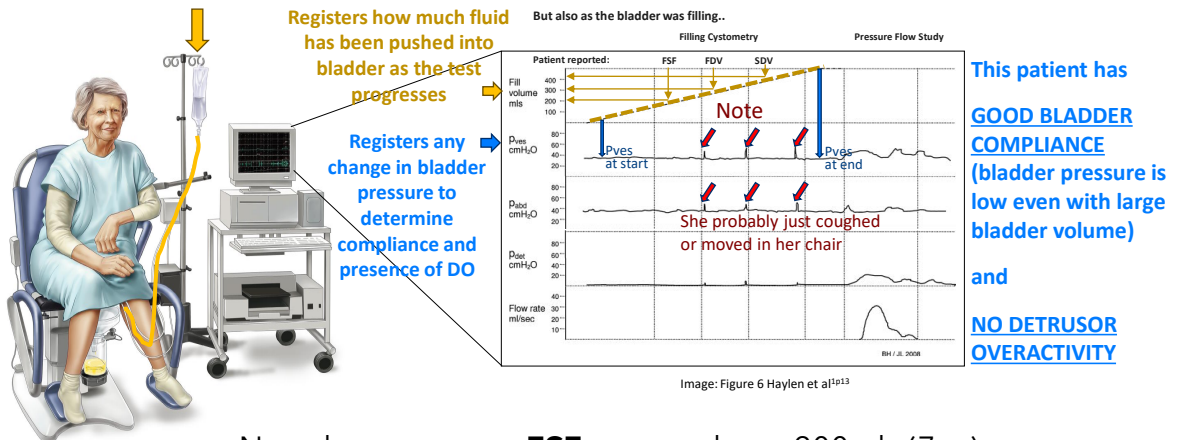 Registers how much fluid
has been pushed into
bladder as the test
progresses
Registers any
change in bladder
pressure to
determine
compliance and
presence of DO
But also as the bladder was filling..
Filling Cystometry
Pressure Flow Study
Patient reported:
FSF
FDV
SDV
Fill
volume
mls
400
300
200
Note
Pves
cmH₂O
80
60
40
20
Pves
at start
Pves
at end
Pabd
cmH₂O
80
60
40
20
She probably just coughed
or moved in her chair
Pdet
cmH₂O
80
60
40
20
Flow rate
ml/sec
40
30
20
10
BH / JL 2008
Image: Figure 6 Haylen et al1p13
This patient has
GOOD BLADDER
COMPLIANCE
(bladder pressure is
low even with large
bladder volume)
and
NO DETRUSOR
OVERACTIVITY